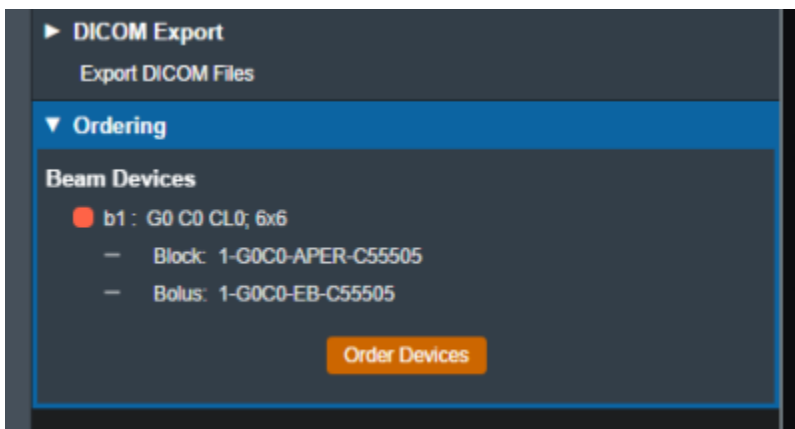 DICOM Export
Export DICOM Files
Ordering
Beam Devices
b1 : G0 C0 CL0; 6x6
Block: 1-G0C0-APER-C55505
Bolus: 1-G0C0-EB-C55505
Order Devices